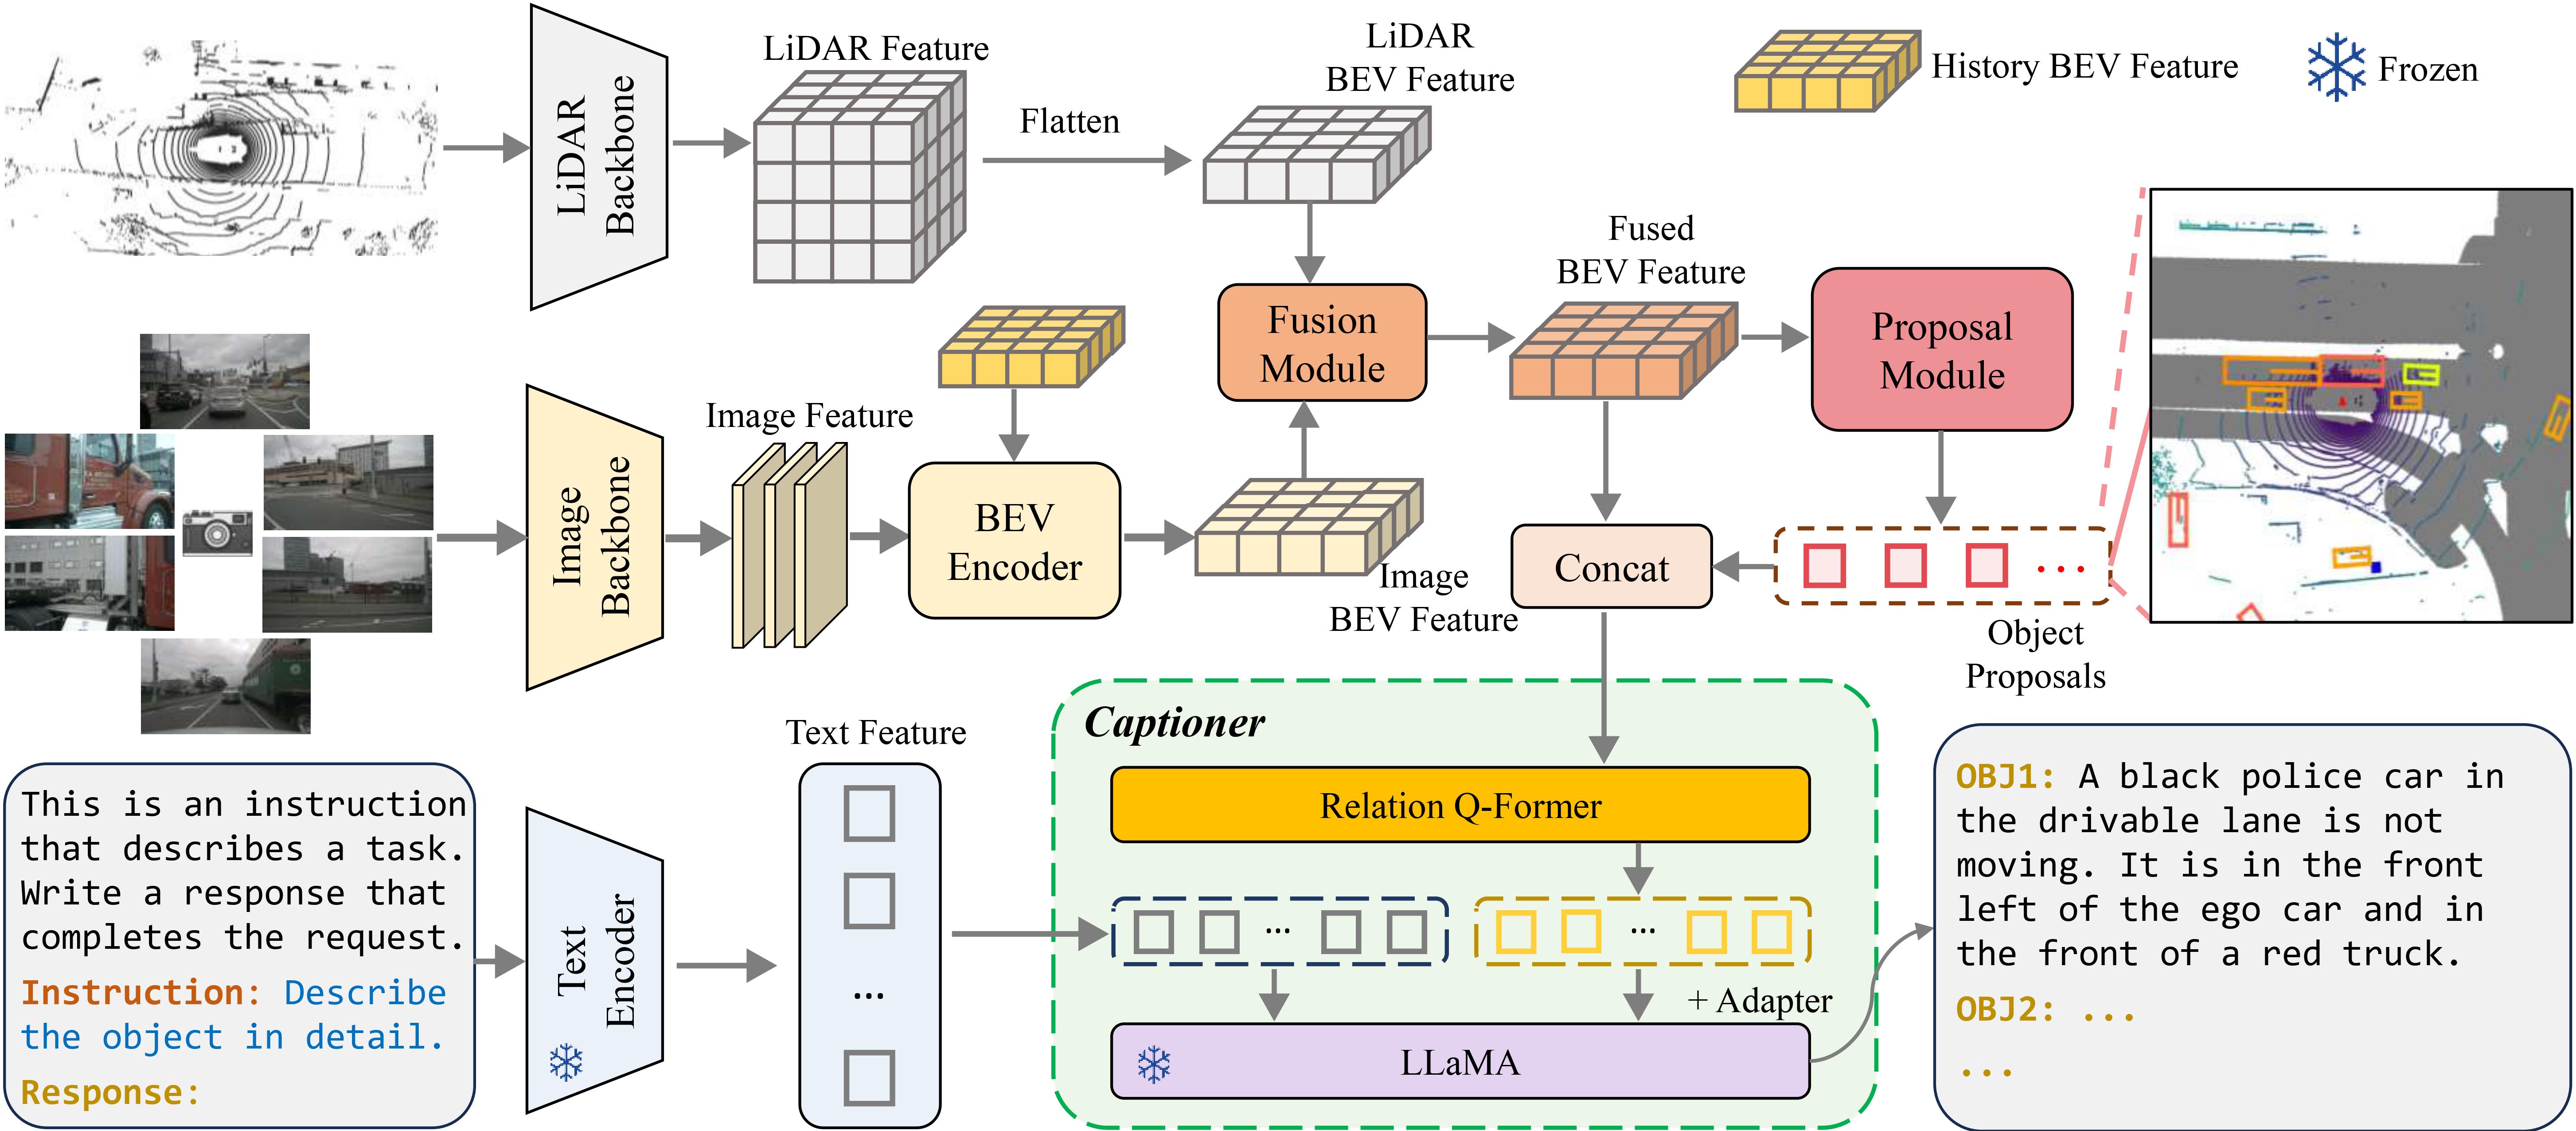 LiDAR
Backbone
LiDAR Feature
Flatten
LiDAR
BEV Feature
History BEV Feature
Frozen
Image
Backbone
Image Feature
BEV
Encoder
Image
BEV Feature
Fusion
Module
Fused
BEV Feature
Proposal
Module
Concat
...
Object
Proposals
This is an instruction
that describes a task.
Write a response that
completes the request.
Instruction: Describe
the object in detail.
Response:
Text
Encoder
Text Feature
...
Captioner
Relation Q-Former
...
...
+ Adapter
LLaMA
OBJ1: A black police car in
the drivable lane is not
moving. It is in the front
left of the ego car and in
the front of a red truck.
OBJ2: ...
...